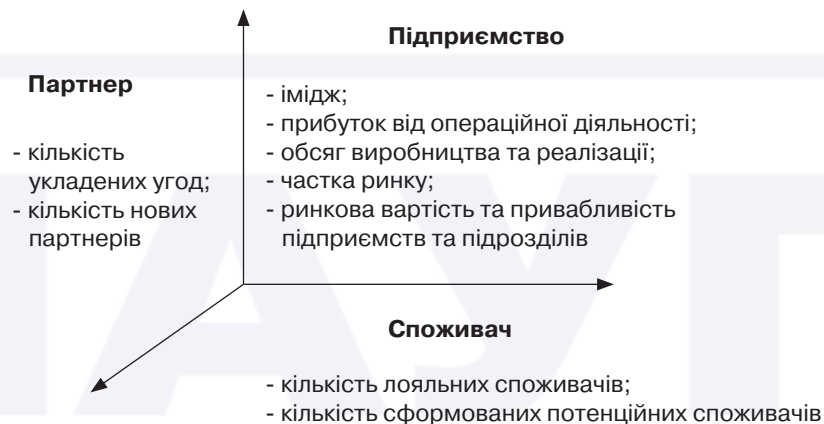 Підприємство
- імідж;
- прибуток від операційної діяльності;
- обсяг виробництва та реалізації;
- частка ринку;
- ринкова вартість та привабливість
підприємств та підрозділів
Партнер
- кількість
укладених угод;
- кількість нових
партнерів
Споживач
- кількість лояльних споживачів;
- кількість сформованих потенційних споживачів